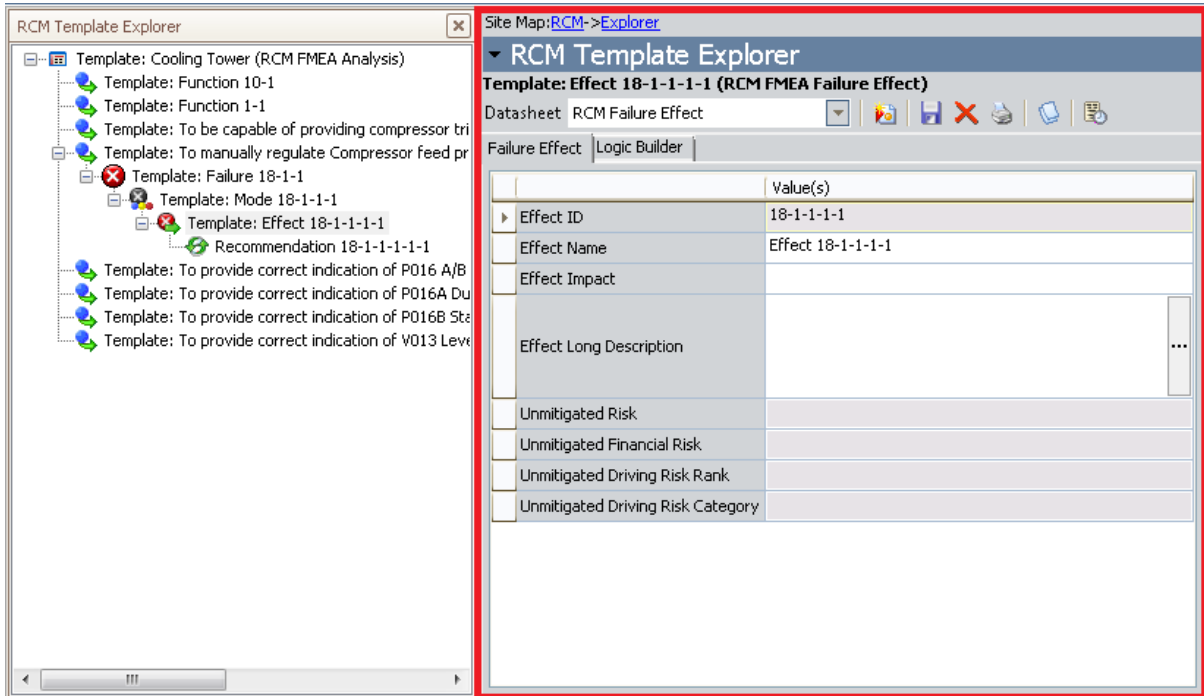 RCM Template Explorer
Template: Cooling Tower (RCM FMEA Analysis)
Template: Function 10-1
Template: Function 1-1
Template: To be capable of providing compressor tri
Template: To manually regulate Compressor feed pr
Template: Failure 18-1-1
Template: Mode 18-1-1-1
Template: Effect 18-1-1-1-1
Recommendation 18-1-1-1-1-1
Template: To provide correct indication of P016 A/B
Template: To provide correct indication of P016A Du
Template: To provide correct indication of P016B Sta
Template: To provide correct indication of V013 Leve
Site Map:RCM->Explorer
RCM Template Explorer
Template: Effect 18-1-1-1-1 (RCM FMEA Failure Effect)
Datasheet RCM Failure Effect
Failure Effect Logic Builder
Value(s)
Effect ID 18-1-1-1-1
Effect Name Effect 18-1-1-1-1
Effect Impact
Effect Long Description ...
Unmitigated Risk
Unmitigated Financial Risk
Unmitigated Driving Risk Rank
Unmitigated Driving Risk Category